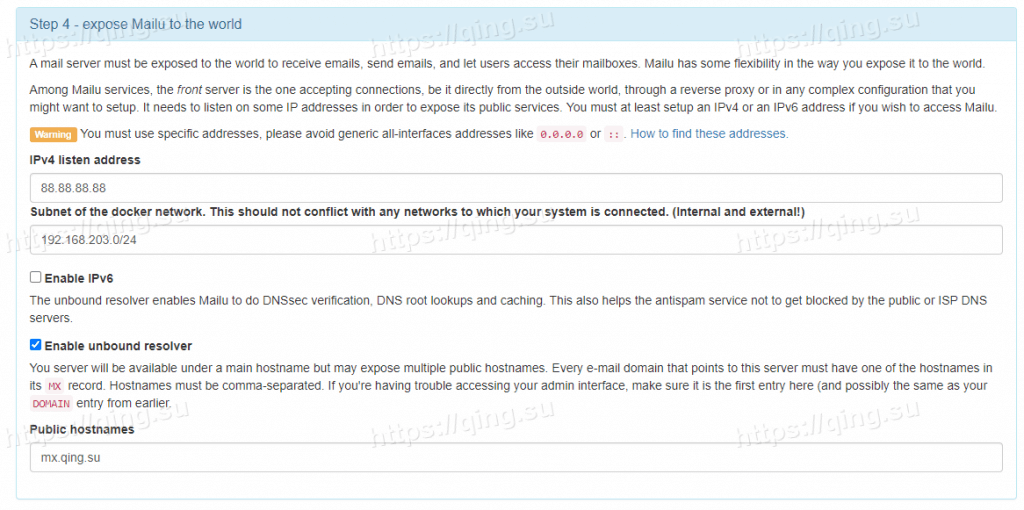 Step 4 - expose Mailu to the world
A mail server must be exposed to the world to receive emails, send emails, and let users access their mailboxes. Mailu has some flexibility in the way you expose it to the world.
Among Mailu services, the front server is the one accepting connections, be it directly from the outside world, through a reverse proxy or in any complex configuration that you
might want to setup. It needs to listen on some IP addresses in order to expose its public services. You must at least setup an IPv4 or an IPv6 address if you wish to access Mailu.
Warning You must use specific addresses, please avoid generic all-interfaces addresses like 0.0.0.0 or ::. How to find these addresses.
IPv4 listen address
88.88.88.88
Subnet of the docker network. This should not conflict with any networks to which your system is connected. (Internal and external!)
192.168.203.0/24
Enable IPv6
The unbound resolver enables Mailu to do DNSsec verification, DNS root lookups and caching. This also helps the antispam service not to get blocked by the public or ISP DNS
servers.
Enable unbound resolver
You server will be available under a main hostname but may expose multiple public hostnames. Every e-mail domain that points to this server must have one of the hostnames in
its MX record. Hostnames must be comma-separated. If you're having trouble accessing your admin interface, make sure it is the first entry here (and possibly the same as your
DOMAIN entry from earlier.
Public hostnames
mx.qing.su
https://qing.su
https://qing.su
https://qing.su
https://qing.su
https://qing.su
https://qing.su
https://qing.su
https://qing.su
https://qing.su